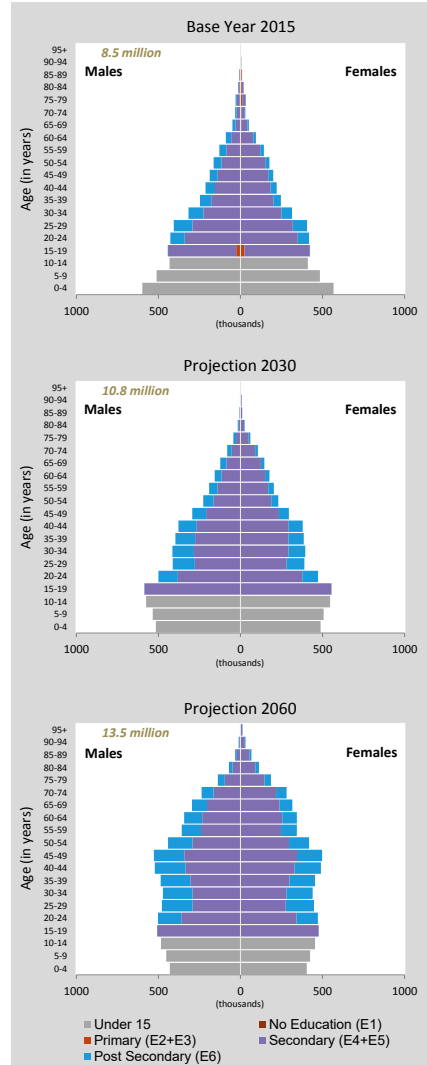 Base Year 2015
8.5 million
Males
Females
Age (in years)
95+
90-94
85-89
80-84
75-79
70-74
65-69
60-64
55-59
50-54
45-49
40-44
35-39
30-34
25-29
20-24
15-19
10-14
5-9
0-4
1000 500 0 500 1000
(thousands)
Projection 2030
10.8 million
Males
Females
Age (in years)
95+
90-94
85-89
80-84
75-79
70-74
65-69
60-64
55-59
50-54
45-49
40-44
35-39
30-34
25-29
20-24
15-19
10-14
5-9
0-4
1000 500 0 500 1000
(thousands)
Projection 2060
13.5 million
Males
Females
Age (in years)
95+
90-94
85-89
80-84
75-79
70-74
65-69
60-64
55-59
50-54
45-49
40-44
35-39
30-34
25-29
20-24
15-19
10-14
5-9
0-4
1000 500 0 500 1000
(thousands)
Under 15 No Education (E1)
Primary (E2+E3) Secondary (E4+E5)
Post Secondary (E6)